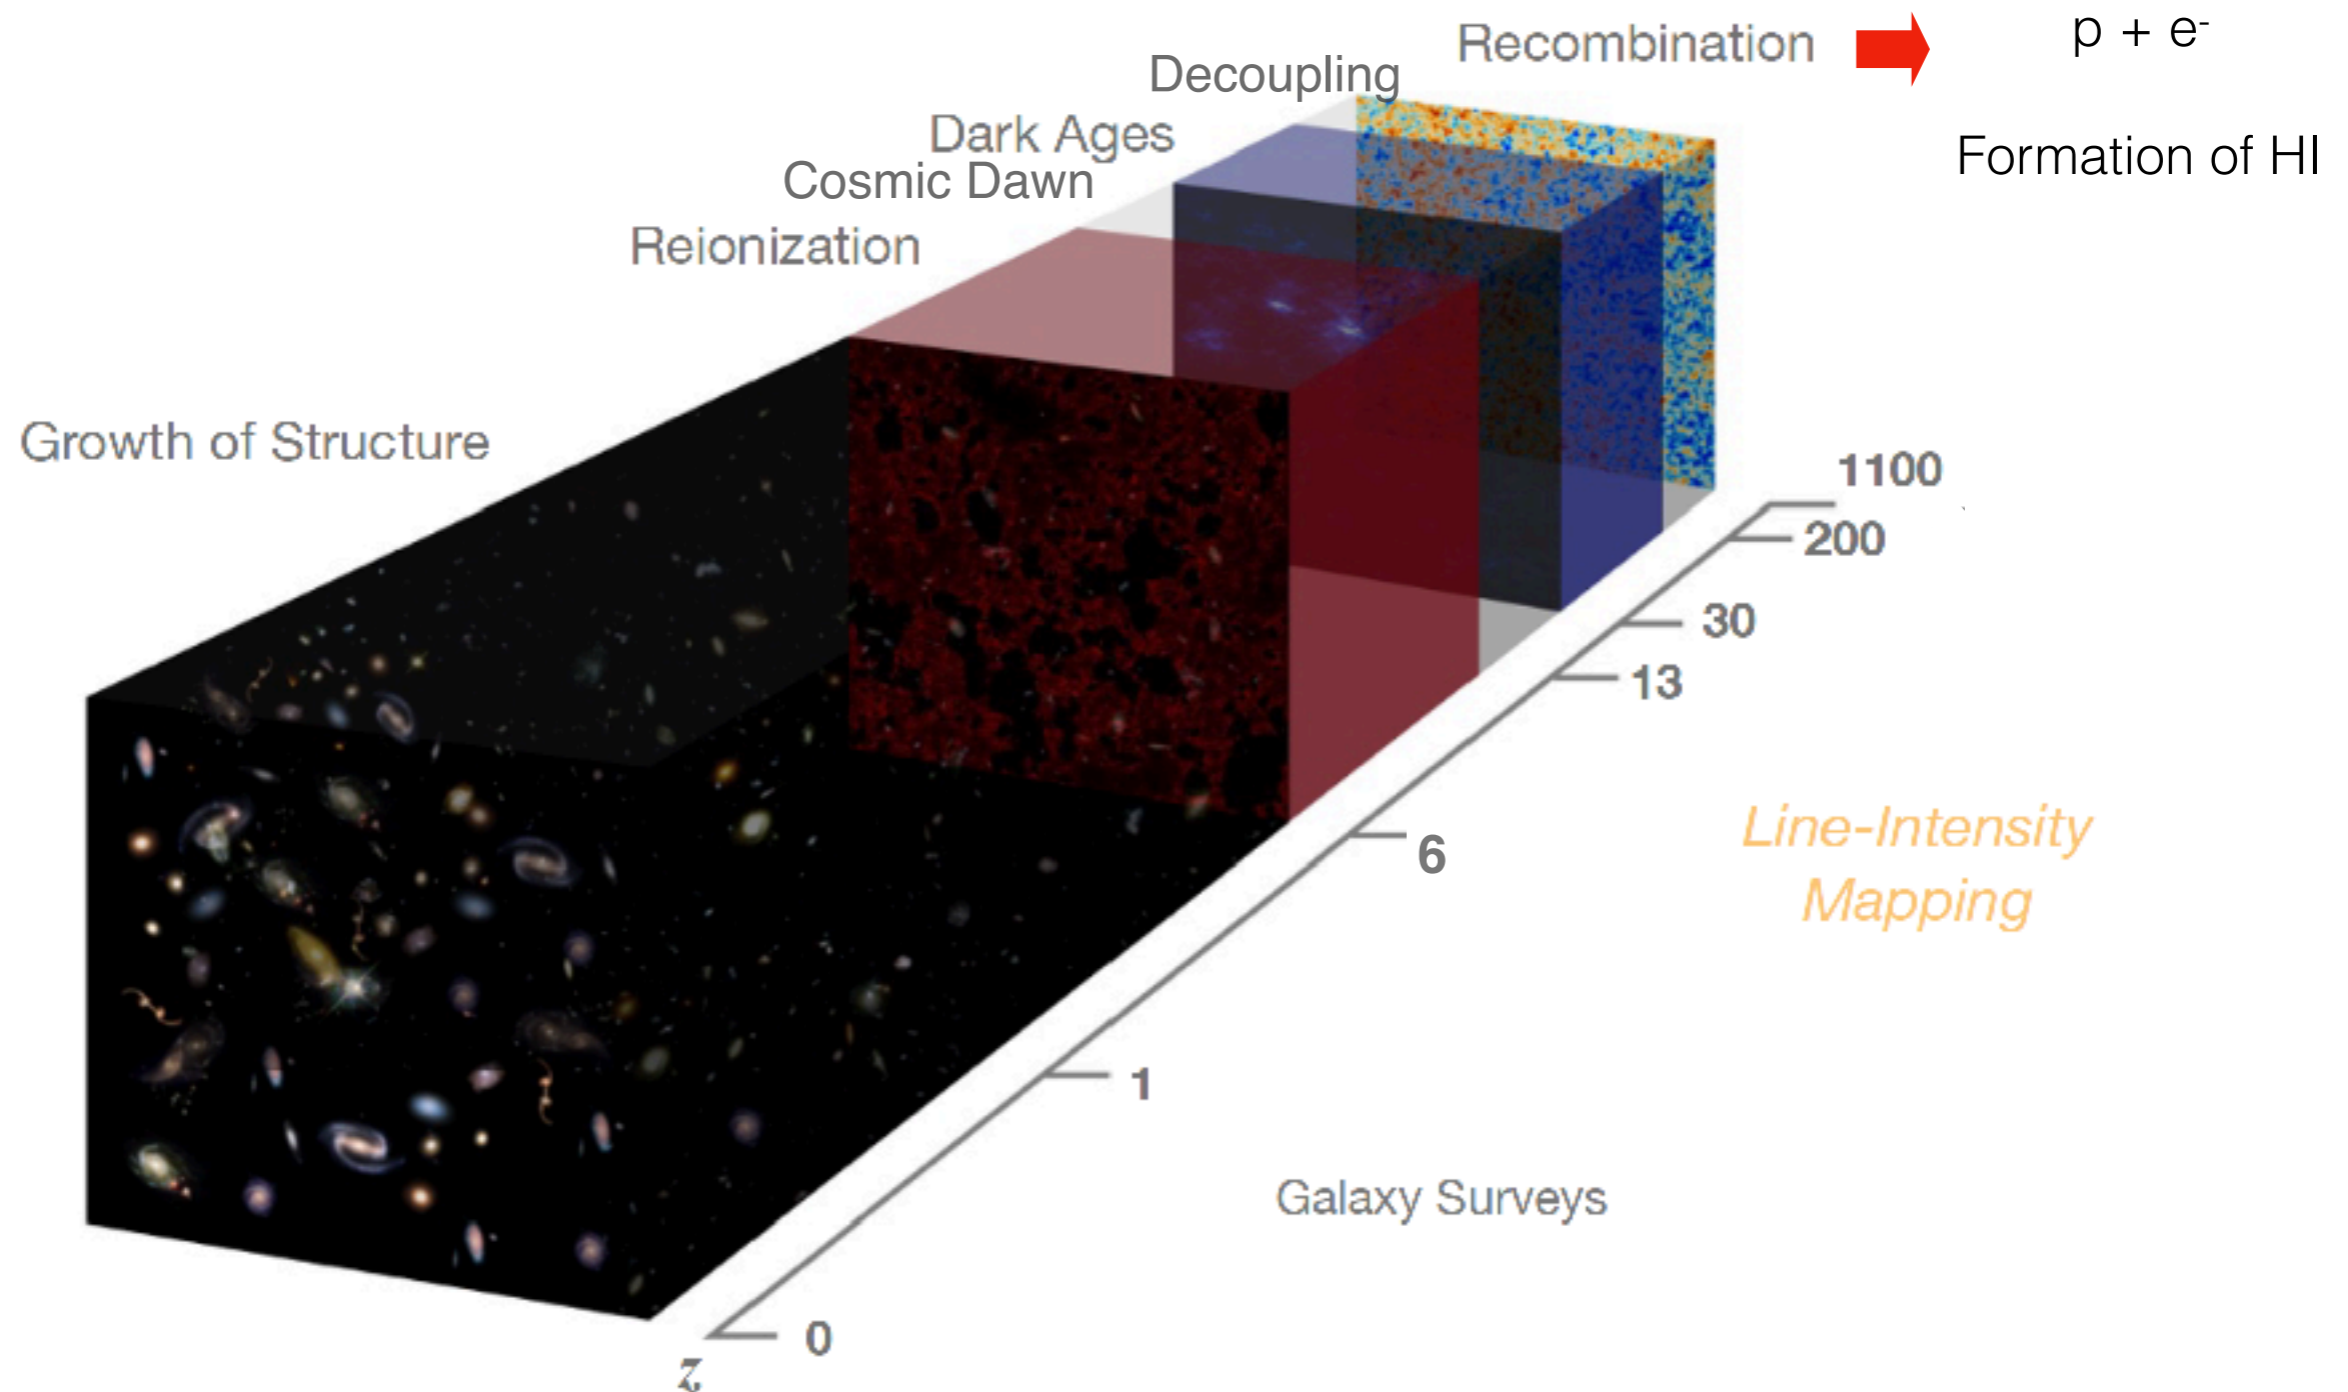 Recombination
p + e-
Decoupling
Dark Ages
Formation of HI
Cosmic Dawn
Reionization
Growth of Structure
1100
200
30
13
6
Line-Intensity
Mapping
1
Galaxy Surveys
0
z